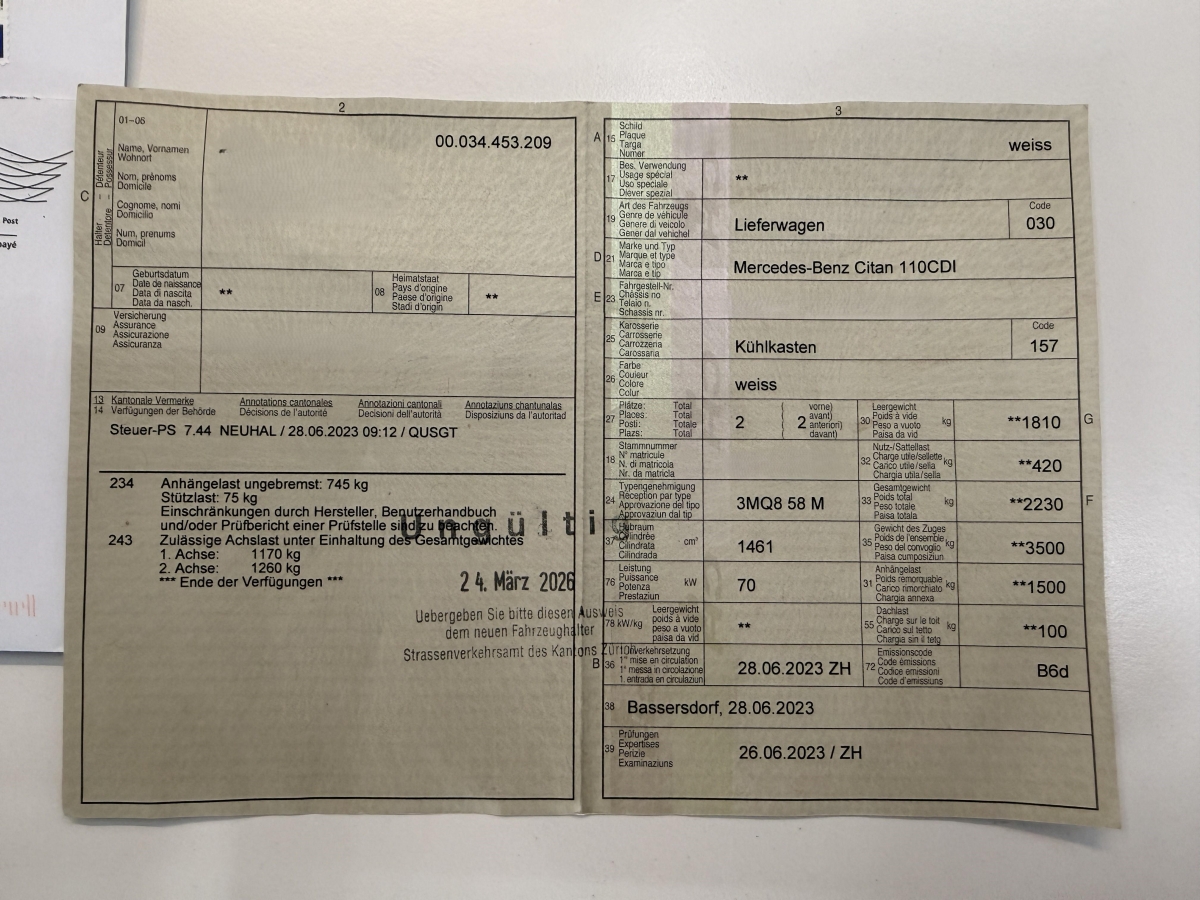 Post
payé
2
01-06
Halter – Détenteur
Detentore – Possessur
C
Name, Vornamen
Wohnort
Nom, prénoms
Domicile
Cognome, nomi
Domicilio
Num, prenums
Domicil
00.034.453.209
07
Geburtsdatum
Date de naissance
Data di nascita
Data da nasch.
**
08
Heimatstaat
Pays d'origine
Paese d'origine
Stadi d'origin
**
09
Versicherung
Assurance
Assicurazione
Assicuranza
13 Kantonale Vermerke Annotations cantonales Annotazioni cantonali Annotaziuns chantunalas
14 Verfügungen der Behörde Décisions de l'autorité Decisioni dell'autorità Disposiziuns da l'autoritad
Steuer-PS 7.44 NEUHAL / 28.06.2023 09:12 / QUSGT
234 Anhängelast ungebremst: 745 kg
Stützlast: 75 kg
Einschränkungen durch Hersteller, Benutzerhandbuch
und/oder Prüfbericht einer Prüfstelle sind zu beachten.
243 Zulässige Achslast unter Einhaltung des Gesamtgewichtes
1. Achse: 1170 kg
2. Achse: 1260 kg
*** Ende der Verfügungen ***
Ungültig
24. März 2026
Uebergeben Sie bitte diesen Ausweis
dem neuen Fahrzeughalter
Strassenverkehrsamt des Kantons Zürich
3
A
15
Schild
Plaque
Targa
Numer
weiss
17
Bes. Verwendung
Usage spécial
Uso speciale
Diever spezial
**
19
Art des Fahrzeugs
Genre de véhicule
Genere di veicolo
Gener dal vehichel
Lieferwagen
Code
030
D
21
Marke und Typ
Marque et type
Marca e tipo
Marca e tip
Mercedes-Benz Citan 110CDI
E
23
Fahrgestell-Nr.
Châssis no
Telaio n.
Schassis nr.
25
Karosserie
Carrosserie
Carrozzeria
Carossaria
Kühlkasten
Code
157
26
Farbe
Couleur
Colore
Colur
weiss
27
Plätze: Total
Places: Total
Posti: Totale
Plazs: Total
2
( vorne)
( avant)
( anteriori)
( davant)
2
30
Leergewicht
Poids à vide
Peso a vuoto
Paisa da vid
kg
**1810
G
18
Stammnummer
N° matricule
N. di matricola
Nr. da matricla
32
Nutz-/Sattellast
Charge utile/sellette
Carico utile/sella
Chargia utila/sella
kg
**420
24
Typengenehmigung
Réception par type
Approvazione del tipo
Approvaziun dal tip
3MQ8 58 M
33
Gesamtgewicht
Poids total
Peso totale
Paisa totala
kg
**2230
F
37
Hubraum
Cilindrée
Cilindrata
Cilindrada
cm³
1461
35
Gewicht des Zuges
Poids de l'ensemble
Peso del convoglio
Paisa cumposiziun
kg
**3500
76
Leistung
Puissance
Potenza
Prestaziun
kW
70
31
Anhängelast
Poids remorquable
Carico rimorchiato
Chargia annexa
kg
**1500
78 kW/kg
Leergewicht
poids à vide
peso a vuoto
paisa da vid
**
55
Dachlast
Charge sur le toit
Carico sul tetto
Chargia sin il tetg
kg
**100
B
36
1. Inverkehrsetzung
1re mise en circulation
1a messa in circolazione
1. entrada en circulaziun
28.06.2023 ZH
72
Emissionscode
Code émissions
Codice emissioni
Code d'emissiuns
B6d
38
Bassersdorf, 28.06.2023
39
Prüfungen
Expertises
Perizie
Examinaziuns
26.06.2023 / ZH